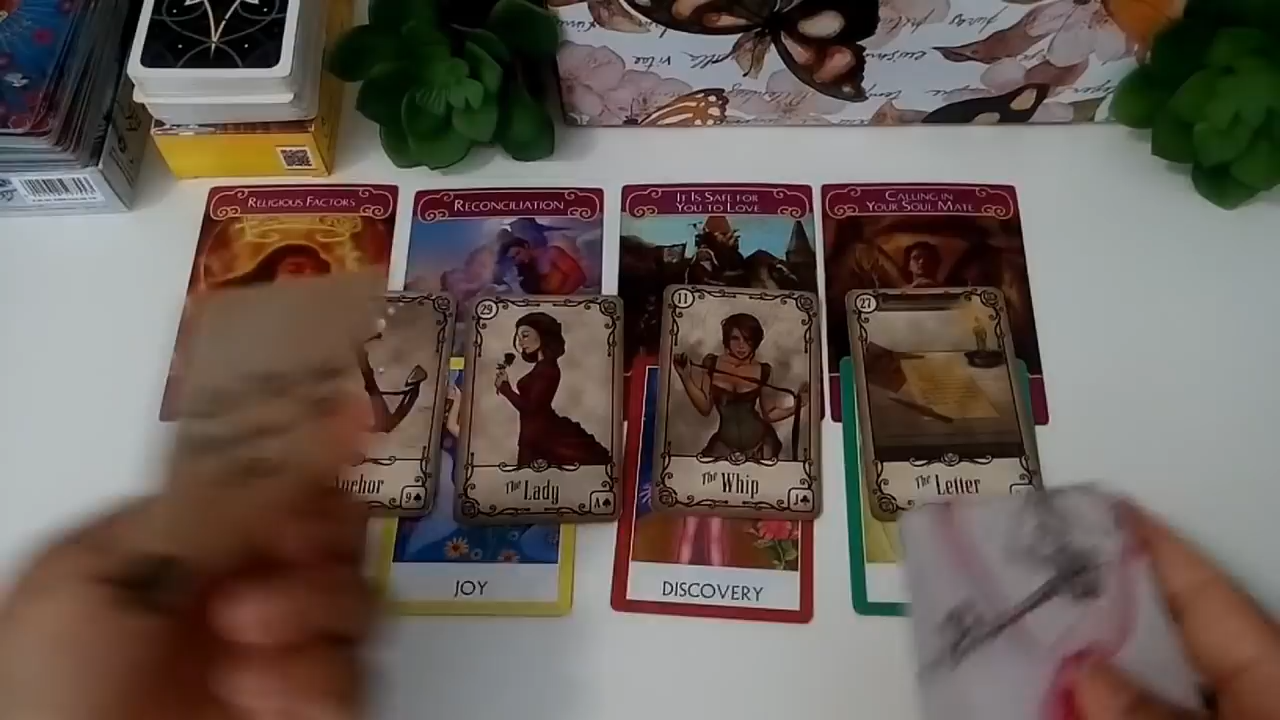 RELIGIOUS FACTORS
RECONCILIATION
IT IS SAFE FOR
YOU TO LOVE
CALLING IN
YOUR SOUL MATE
29
11
27
The Lady
A
The Whip
J
The Letter
9
JOY
DISCOVERY